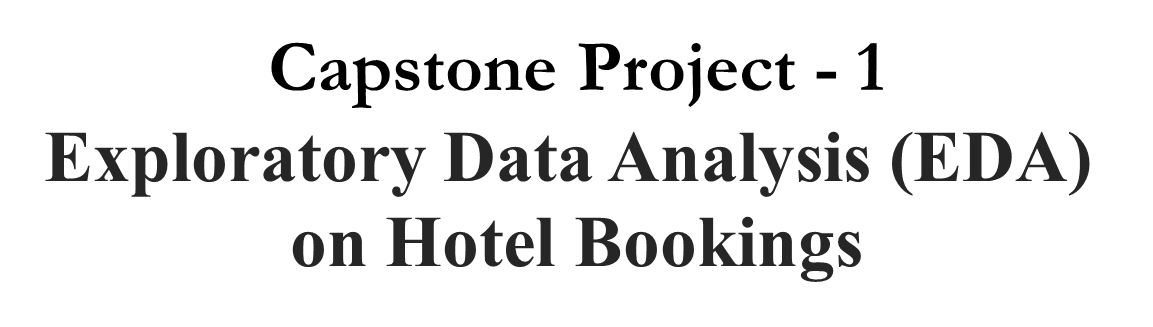 Capstone Project - 1
Exploratory Data Analysis (EDA)
on Hotel Bookings